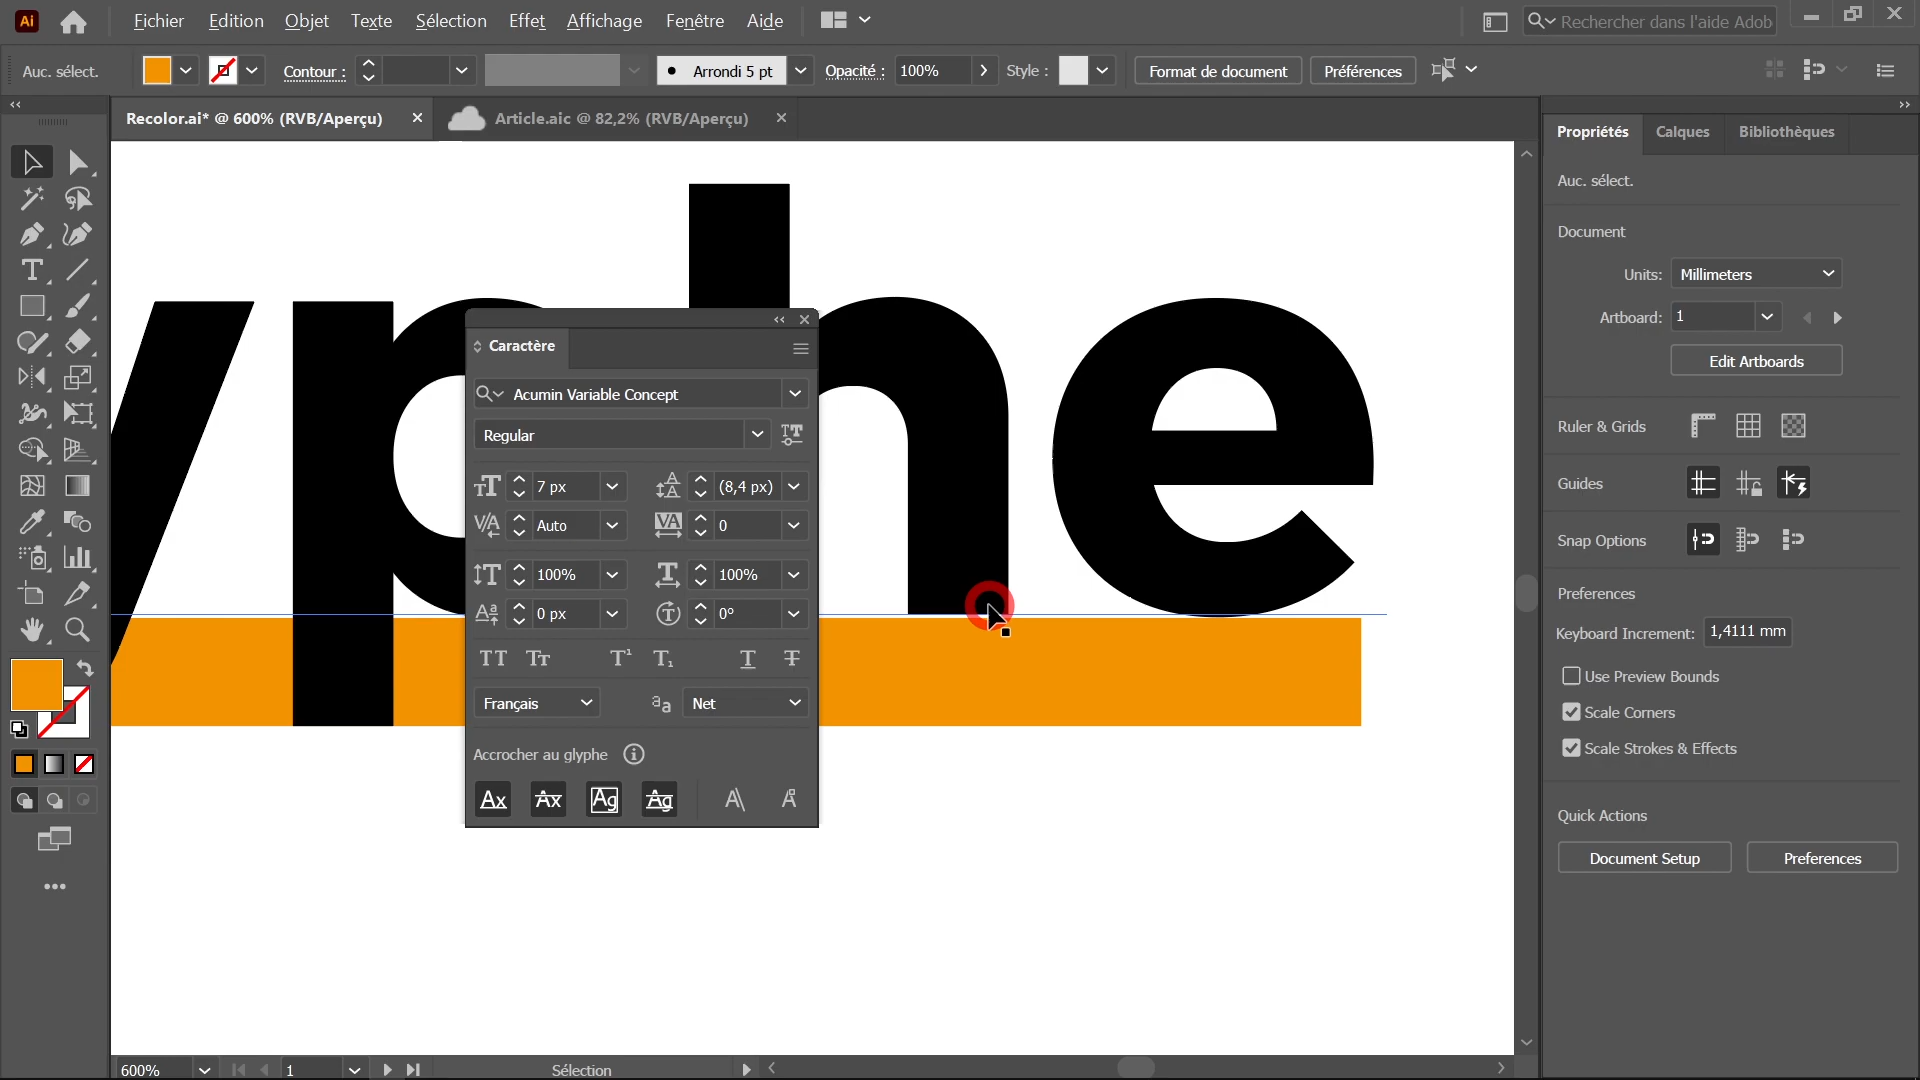 Ai
Fichier Edition Objet Texte Sélection Effet Affichage Fenêtre Aide
Rechercher dans l'aide Adob
Auc. sélect.
Contour :
Arrondi 5 pt
Opacité : 100%
Style :
Format de document
Préférences
Recolor.ai* @ 600% (RVB/Aperçu)
Article.aic @ 82,2% (RVB/Aperçu)
Propriétés Calques Bibliothèques
Auc. sélect.
Document
Units: Millimeters
Artboard: 1
Edit Artboards
Ruler & Grids
Guides
Snap Options
Preferences
Keyboard Increment: 1,4111 mm
Use Preview Bounds
Scale Corners
Scale Strokes & Effects
Quick Actions
Document Setup
Preferences
yphe
Caractère
Acumin Variable Concept
Regular
7 px (8,4 px)
Auto 0
100% 100%
0 px 0°
Français
Net
Accrocher au glyphe
600%
1
Sélection